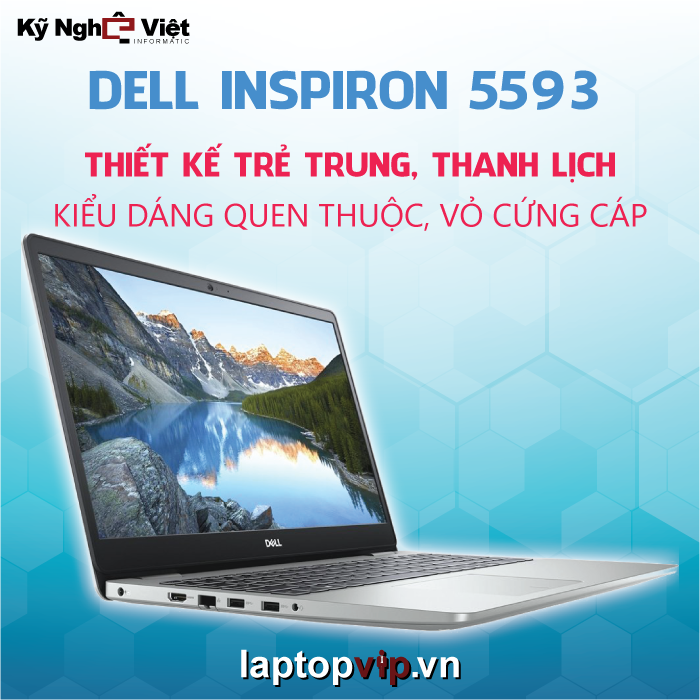 Kỹ Nghệ Việt
INFORMATIC
DELL INSPIRON 5593
THIẾT KẾ TRẺ TRUNG, THANH LỊCH
KIỂU DÁNG QUEN THUỘC, VỎ CỨNG CÁP
DELL
laptopvip.vn